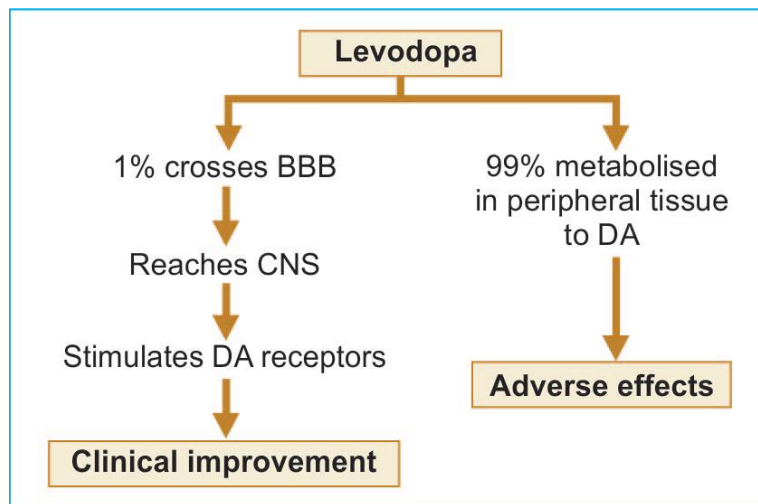 Levodopa
1% crosses BBB
Reaches CNS
Stimulates DA receptors
Clinical improvement
99% metabolised
in peripheral tissue
to DA
Adverse effects